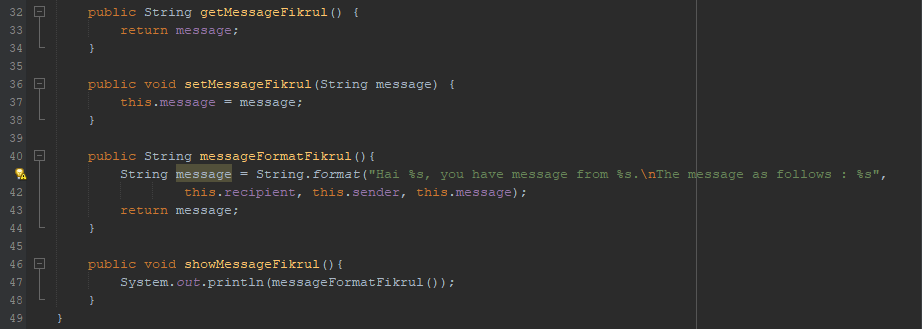 32 public String getMessageFikrul() {
33 return message;
34 }
35
36 public void setMessageFikrul(String message) {
37 this.message = message;
38 }
39
40 public String messageFormatFikrul(){
String message = String.format("Hai %s, you have message from %s.\nThe message as follows : %s",
42 this.recipient, this.sender, this.message);
43 return message;
44 }
45
46 public void showMessageFikrul(){
47 System.out.println(messageFormatFikrul());
48 }
49 }